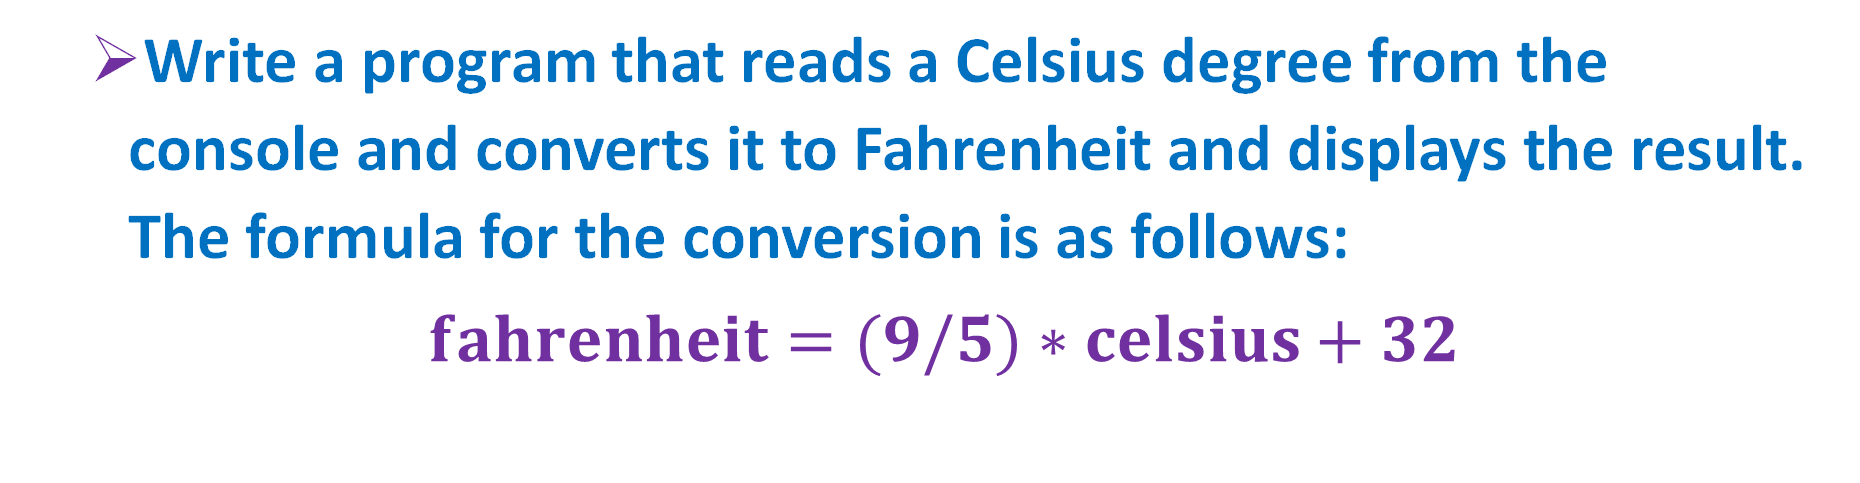 ➢Write a program that reads a Celsius degree from the
console and converts it to Fahrenheit and displays the result.
The formula for the conversion is as follows:
fahrenheit = (9/5) * celsius + 32